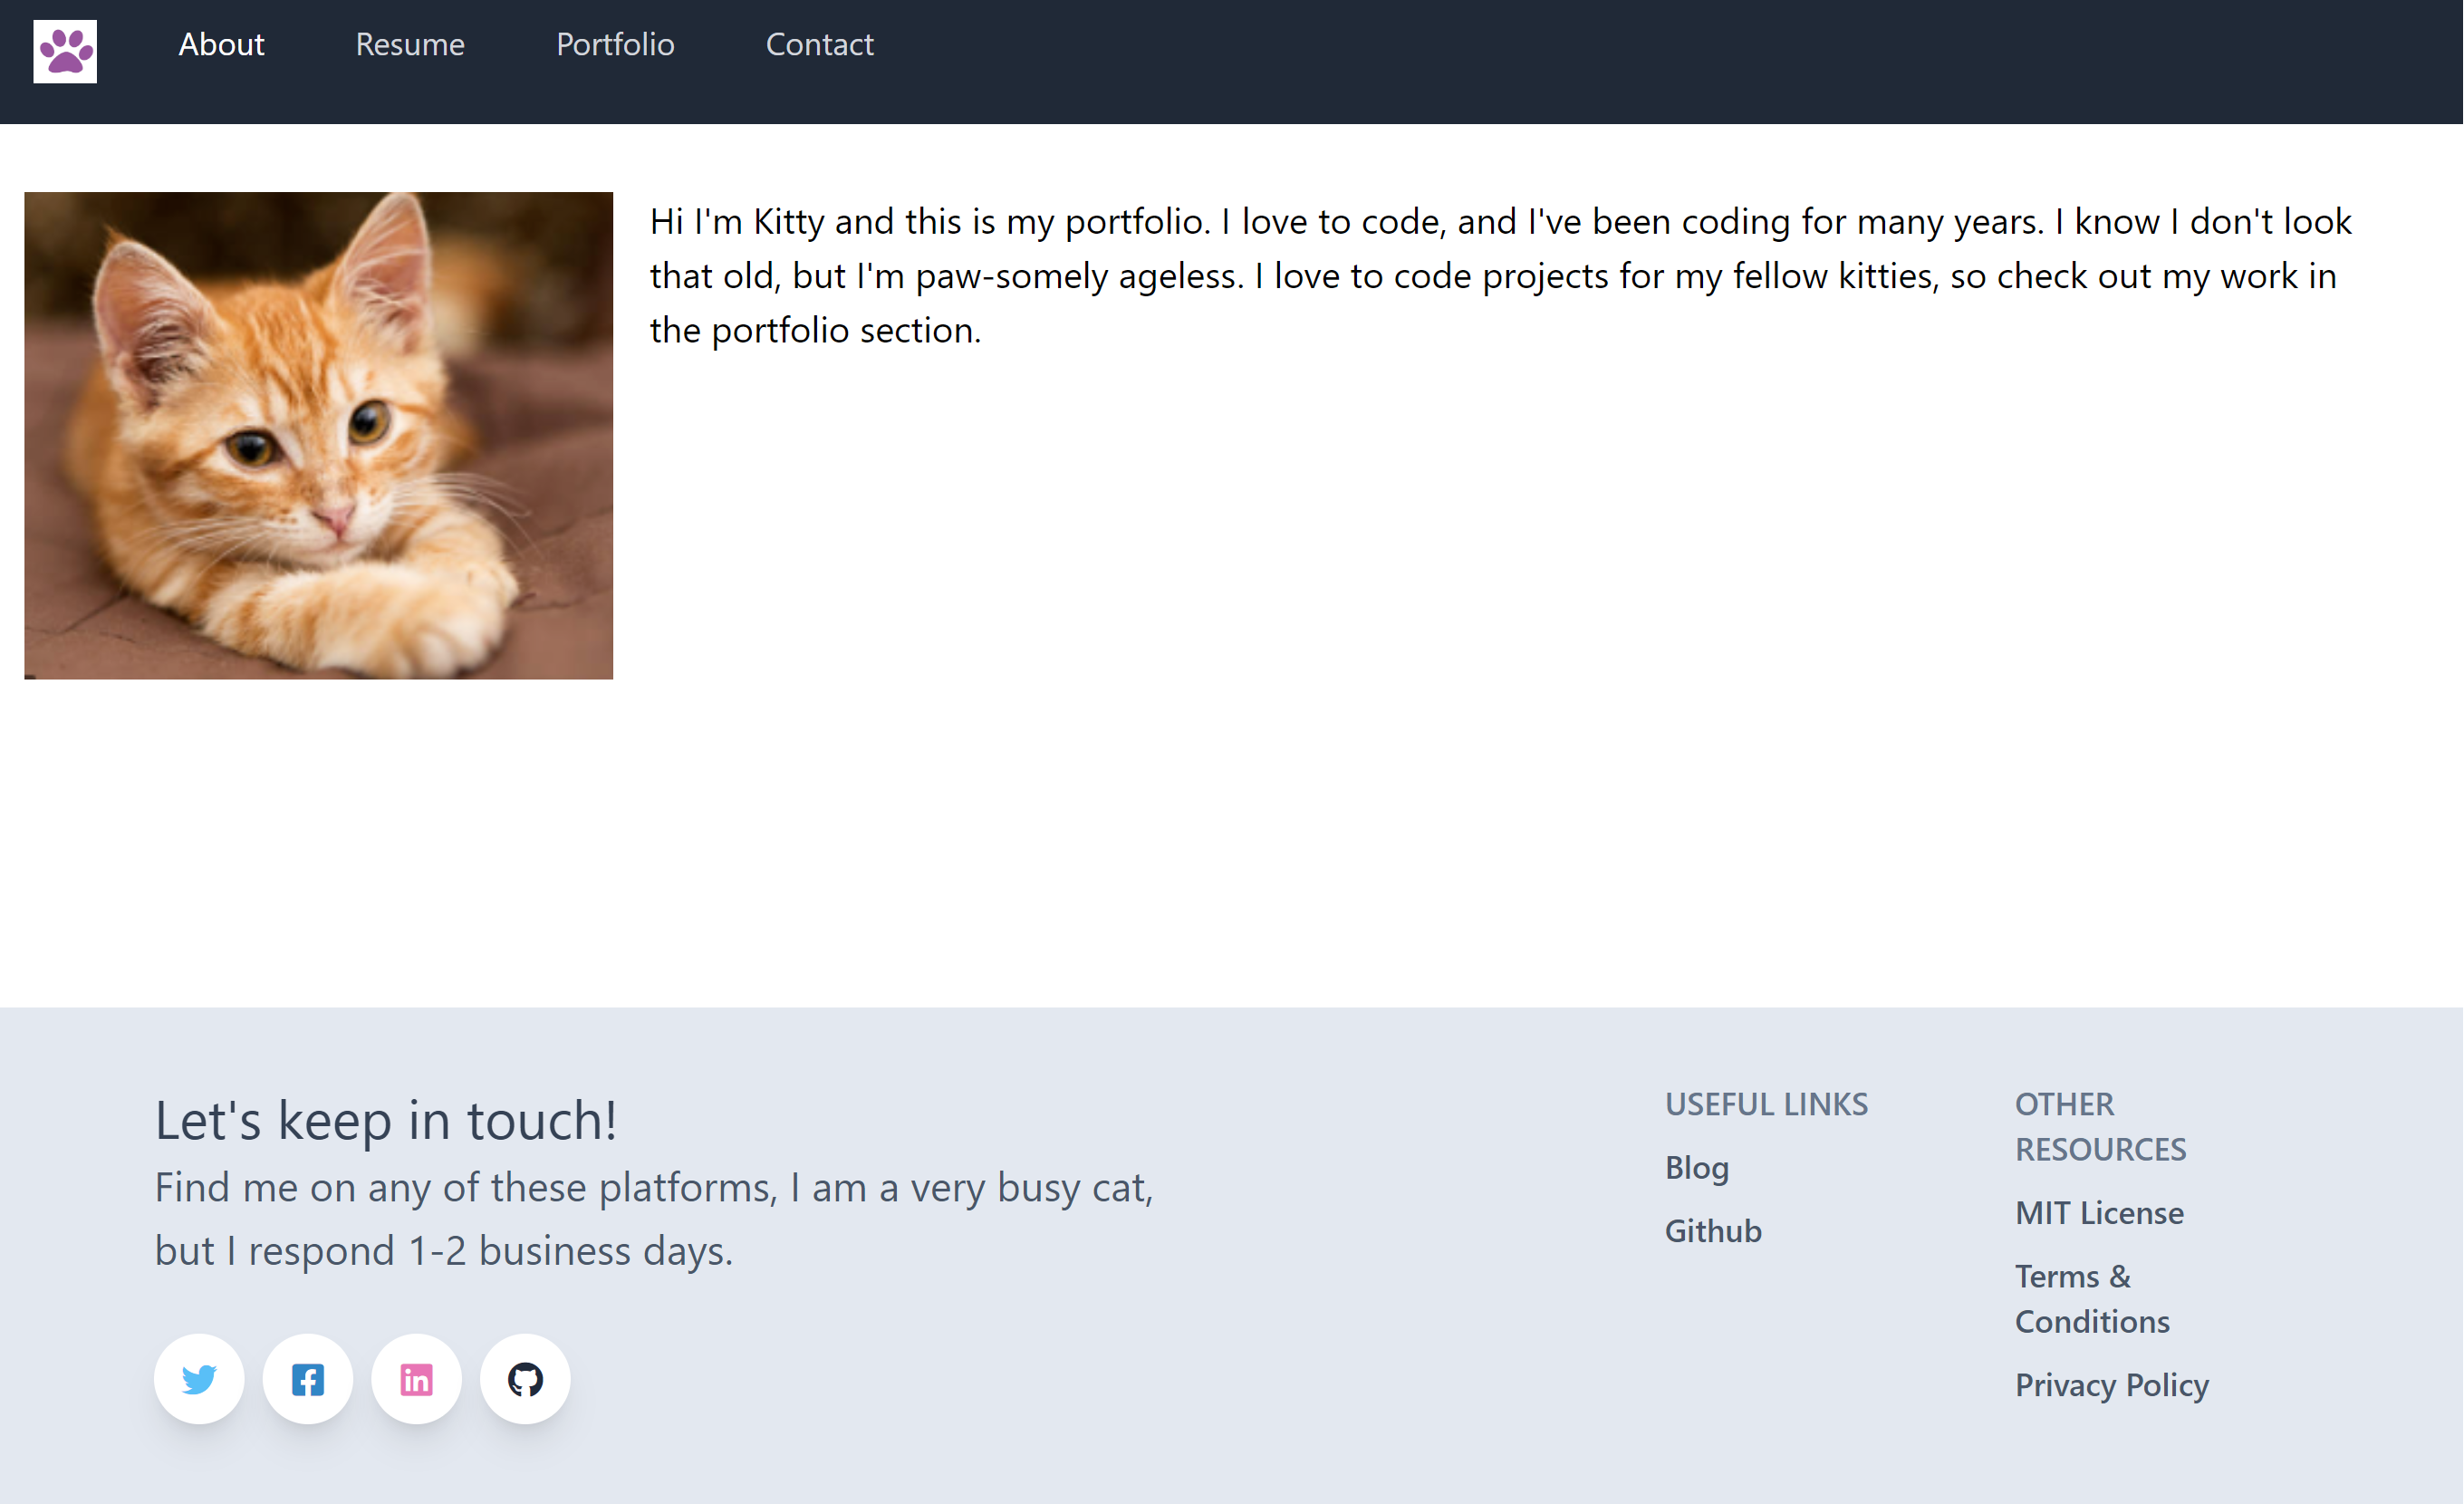 About Resume Portfolio Contact
Hi I'm Kitty and this is my portfolio. I love to code, and I've been coding for many years. I know I don't look
that old, but I'm paw-somely ageless. I love to code projects for my fellow kitties, so check out my work in
the portfolio section.
Let's keep in touch!
Find me on any of these platforms, I am a very busy cat,
but I respond 1-2 business days.
USEFUL LINKS
Blog
Github
OTHER
RESOURCES
MIT License
Terms &
Conditions
Privacy Policy